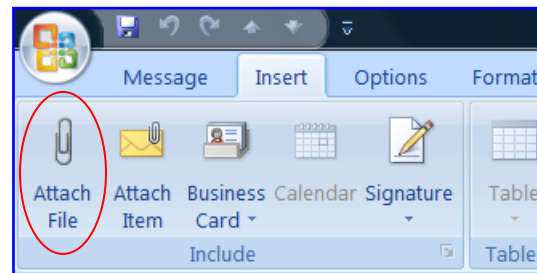 Message Insert Options Format
Attach Attach Business Calendar Signature Table
File Item Card
Include Table